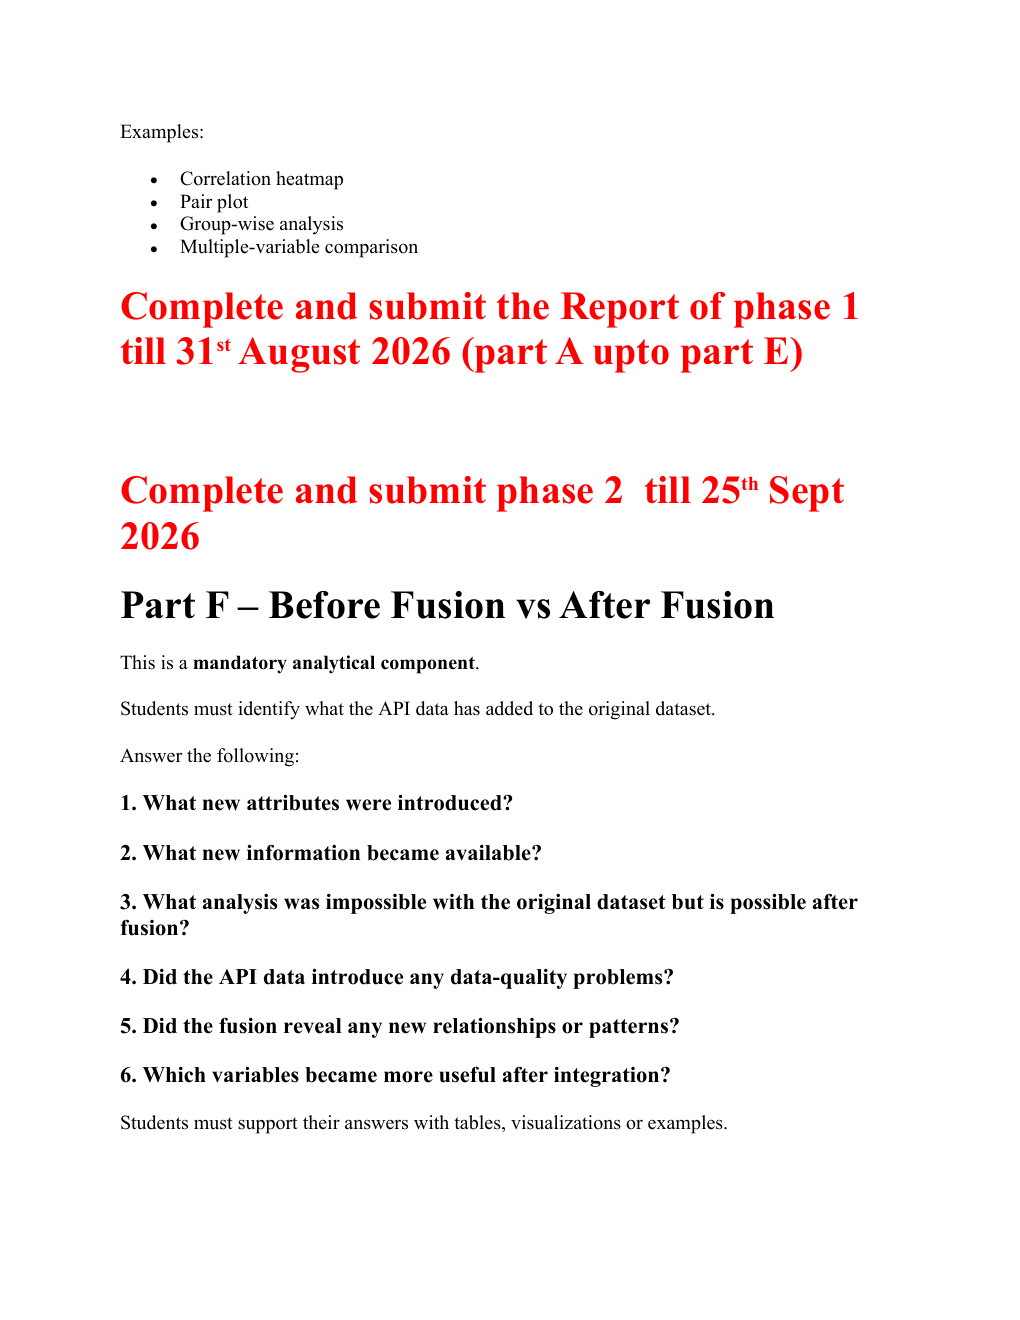 Examples:
• Correlation heatmap
• Pair plot
• Group-wise analysis
• Multiple-variable comparison
Complete and submit the Report of phase 1
till 31st August 2026 (part A upto part E)
Complete and submit phase 2  till 25th Sept
2026
Part F – Before Fusion vs After Fusion
This is a mandatory analytical component.
Students must identify what the API data has added to the original dataset.
Answer the following:
1. What new attributes were introduced?
2. What new information became available?
3. What analysis was impossible with the original dataset but is possible after
fusion?
4. Did the API data introduce any data-quality problems?
5. Did the fusion reveal any new relationships or patterns?
6. Which variables became more useful after integration?
Students must support their answers with tables, visualizations or examples.